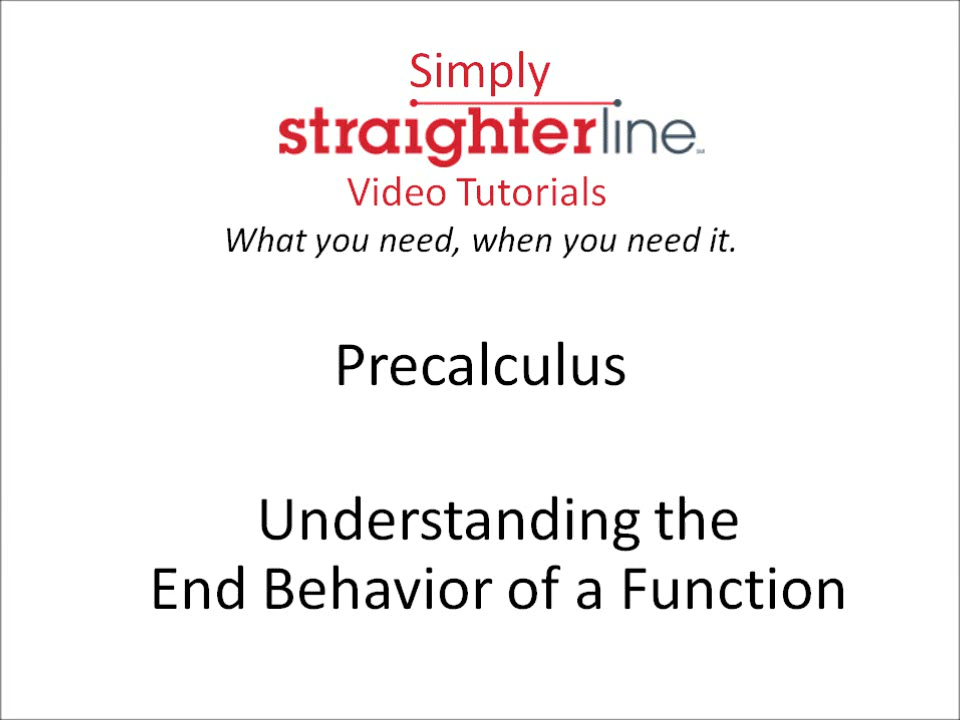 Simply
straighterline
Video Tutorials
What you need, when you need it.
Precalculus
Understanding the
End Behavior of a Function